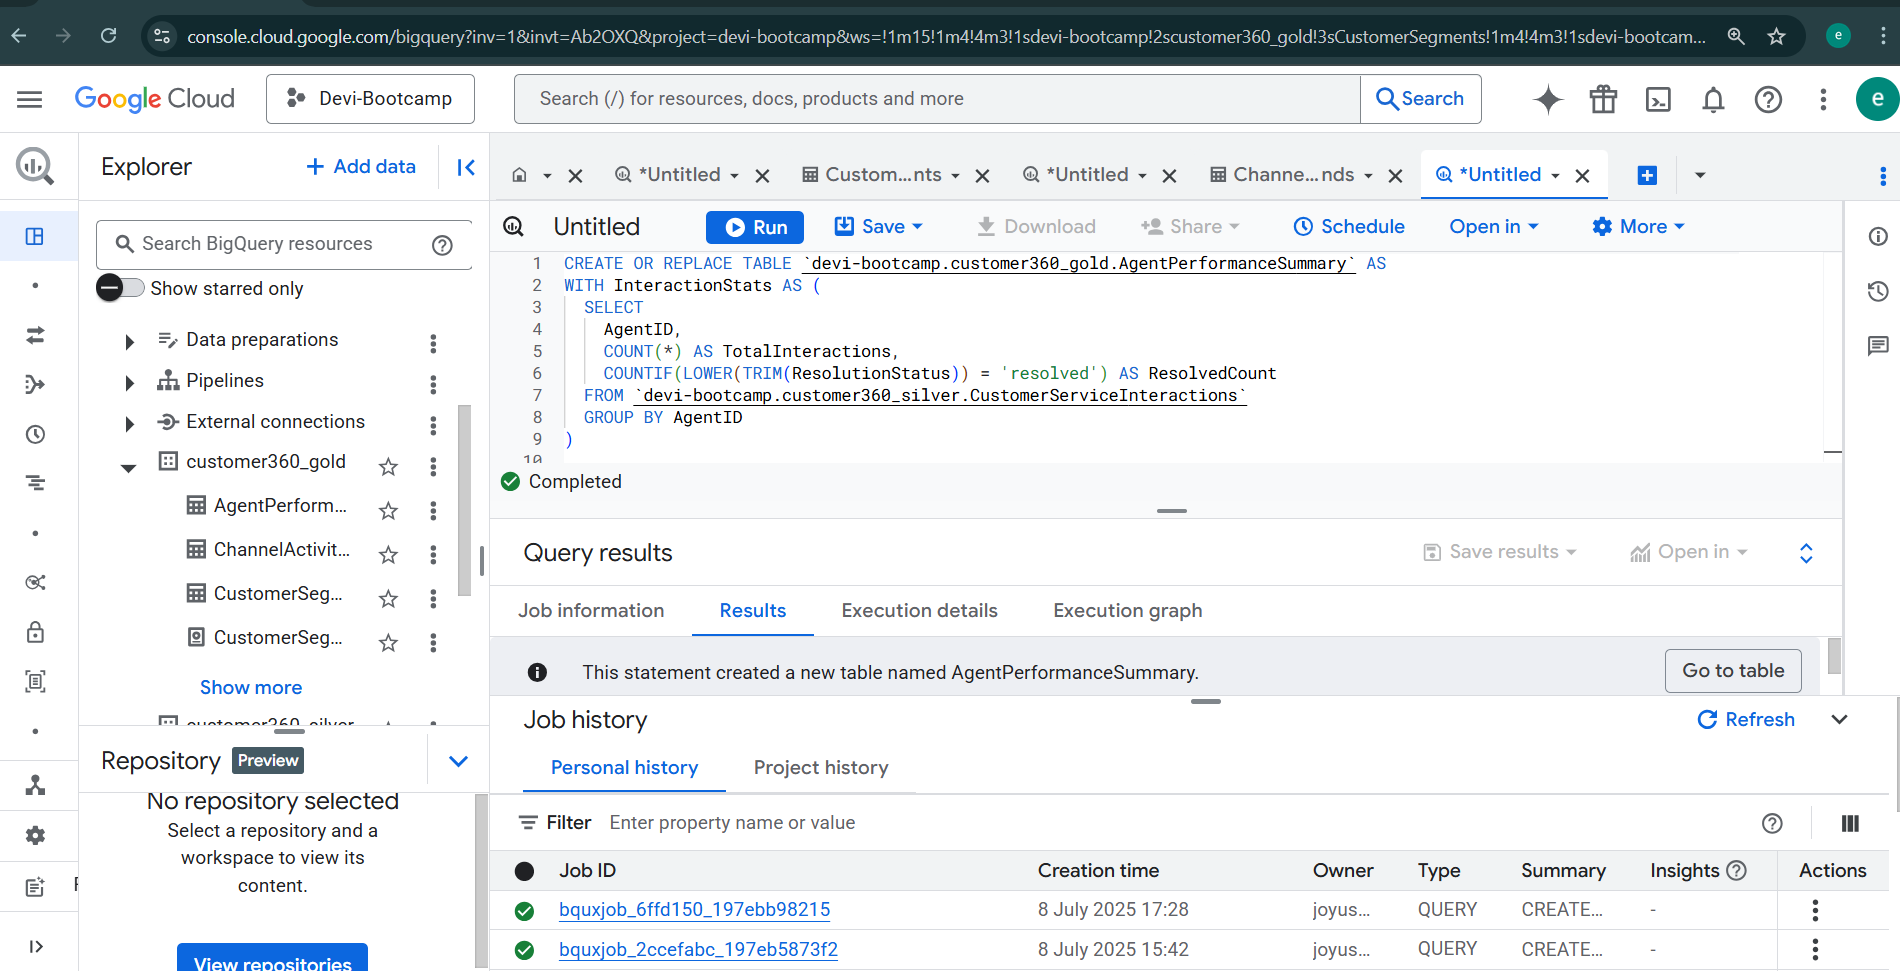 console.cloud.google.com/bigquery?inv=1&invt=Ab2OXQ&project=devi-bootcamp&ws=!1m15!1m4!4m3!1sdevi-bootcamp!2scustomer360_gold!3sCustomerSegments!1m4!4m3!1sdevi-bootcam...
e
Google Cloud
Devi-Bootcamp
Search (/) for resources, docs, products and more
Search
e
Explorer
+ Add data
*Untitled
Custom...nts
*Untitled
Channe...nds
*Untitled
Search BigQuery resources
Show starred only
Data preparations
Pipelines
External connections
customer360_gold
AgentPerform...
ChannelActivit...
CustomerSeg...
CustomerSeg...
Show more
customer360_silver
Repository Preview
No repository selected
Select a repository and a
workspace to view its
content.
View repositories
Untitled
Run
Save
Download
Share
Schedule
Open in
More
1 CREATE OR REPLACE TABLE `devi-bootcamp.customer360_gold.AgentPerformanceSummary` AS
2 WITH InteractionStats AS (
3 SELECT
4 AgentID,
5 COUNT(*) AS TotalInteractions,
6 COUNTIF(LOWER(TRIM(ResolutionStatus)) = 'resolved') AS ResolvedCount
7 FROM `devi-bootcamp.customer360_silver.CustomerServiceInteractions`
8 GROUP BY AgentID
9 )
10
Completed
Query results
Save results
Open in
Job information
Results
Execution details
Execution graph
This statement created a new table named AgentPerformanceSummary.
Go to table
Job history
Refresh
Personal history
Project history
Filter Enter property name or value
Job ID Creation time Owner Type Summary Insights Actions
bquxjob_6ffd150_197ebb98215 8 July 2025 17:28 joyus... QUERY CREATE... -
bquxjob_2ccefabc_197eb5873f2 8 July 2025 15:42 joyus... QUERY CREATE... -